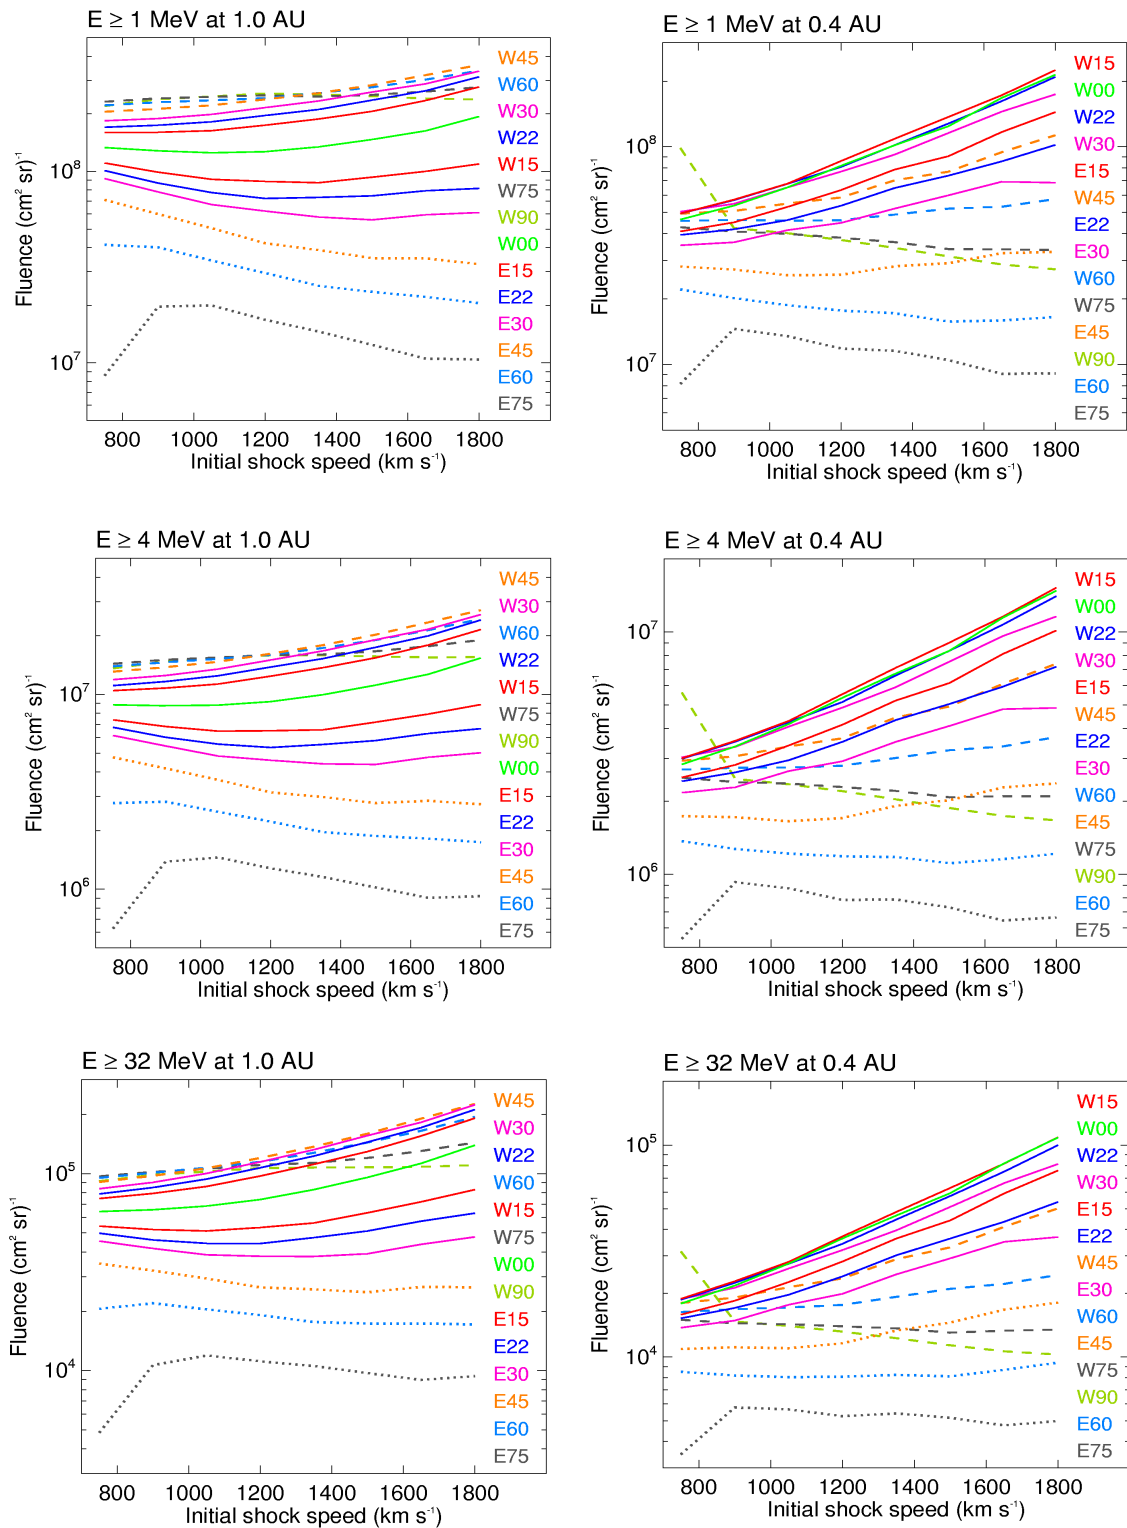 E ≥ 1 MeV at 1.0 AU
Fluence (cm² sr)⁻¹
10⁸
10⁷
800 1000 1200 1400 1600 1800
Initial shock speed (km s⁻¹)
W45
W60
W30
W22
W15
W75
W90
W00
E15
E22
E30
E45
E60
E75
E ≥ 1 MeV at 0.4 AU
Fluence (cm² sr)⁻¹
10⁸
10⁷
800 1000 1200 1400 1600 1800
Initial shock speed (km s⁻¹)
W15
W00
W22
W30
E15
W45
E22
E30
W60
W75
E45
W90
E60
E75
E ≥ 4 MeV at 1.0 AU
Fluence (cm² sr)⁻¹
10⁷
10⁶
800 1000 1200 1400 1600 1800
Initial shock speed (km s⁻¹)
W45
W30
W60
W22
W15
W75
W90
W00
E15
E22
E30
E45
E60
E75
E ≥ 4 MeV at 0.4 AU
Fluence (cm² sr)⁻¹
10⁷
10⁶
800 1000 1200 1400 1600 1800
Initial shock speed (km s⁻¹)
W15
W00
W22
W30
E15
W45
E22
E30
W60
E45
W75
W90
E60
E75
E ≥ 32 MeV at 1.0 AU
Fluence (cm² sr)⁻¹
10⁵
10⁴
800 1000 1200 1400 1600 1800
Initial shock speed (km s⁻¹)
W45
W30
W22
W60
W15
W75
W00
W90
E15
E22
E30
E45
E60
E75
E ≥ 32 MeV at 0.4 AU
Fluence (cm² sr)⁻¹
10⁵
10⁴
800 1000 1200 1400 1600 1800
Initial shock speed (km s⁻¹)
W15
W00
W22
W30
E15
E22
W45
E30
W60
E45
W75
W90
E60
E75